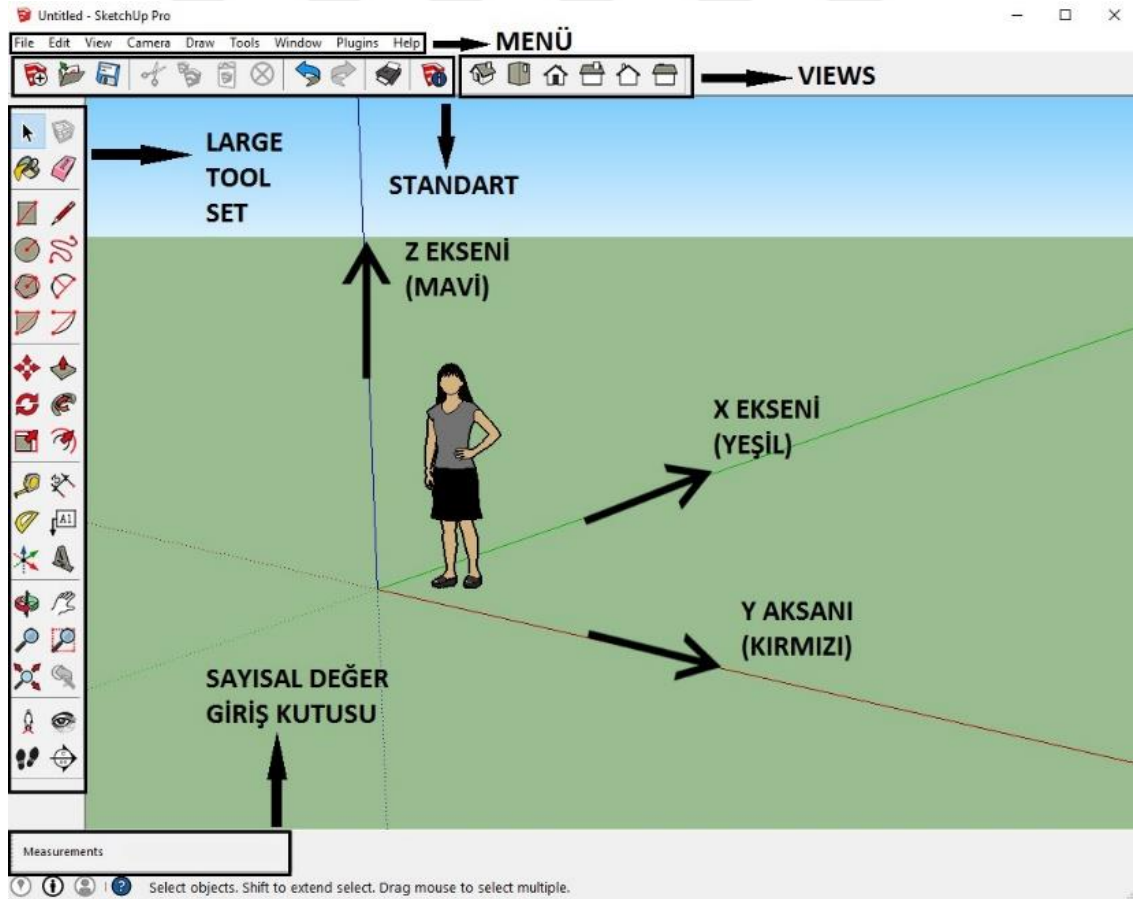 Untitled - SketchUp Pro
File Edit View Camera Draw Tools Window Plugins Help
MENÜ
VIEWS
LARGE
TOOL
SET
STANDART
Z EKSENİ
(MAVİ)
X EKSENİ
(YEŞİL)
A1
Y AKSANI
(KIRMIZI)
SAYISAL DEĞER
GİRİŞ KUTUSU
Measurements
Select objects. Shift to extend select. Drag mouse to select multiple.